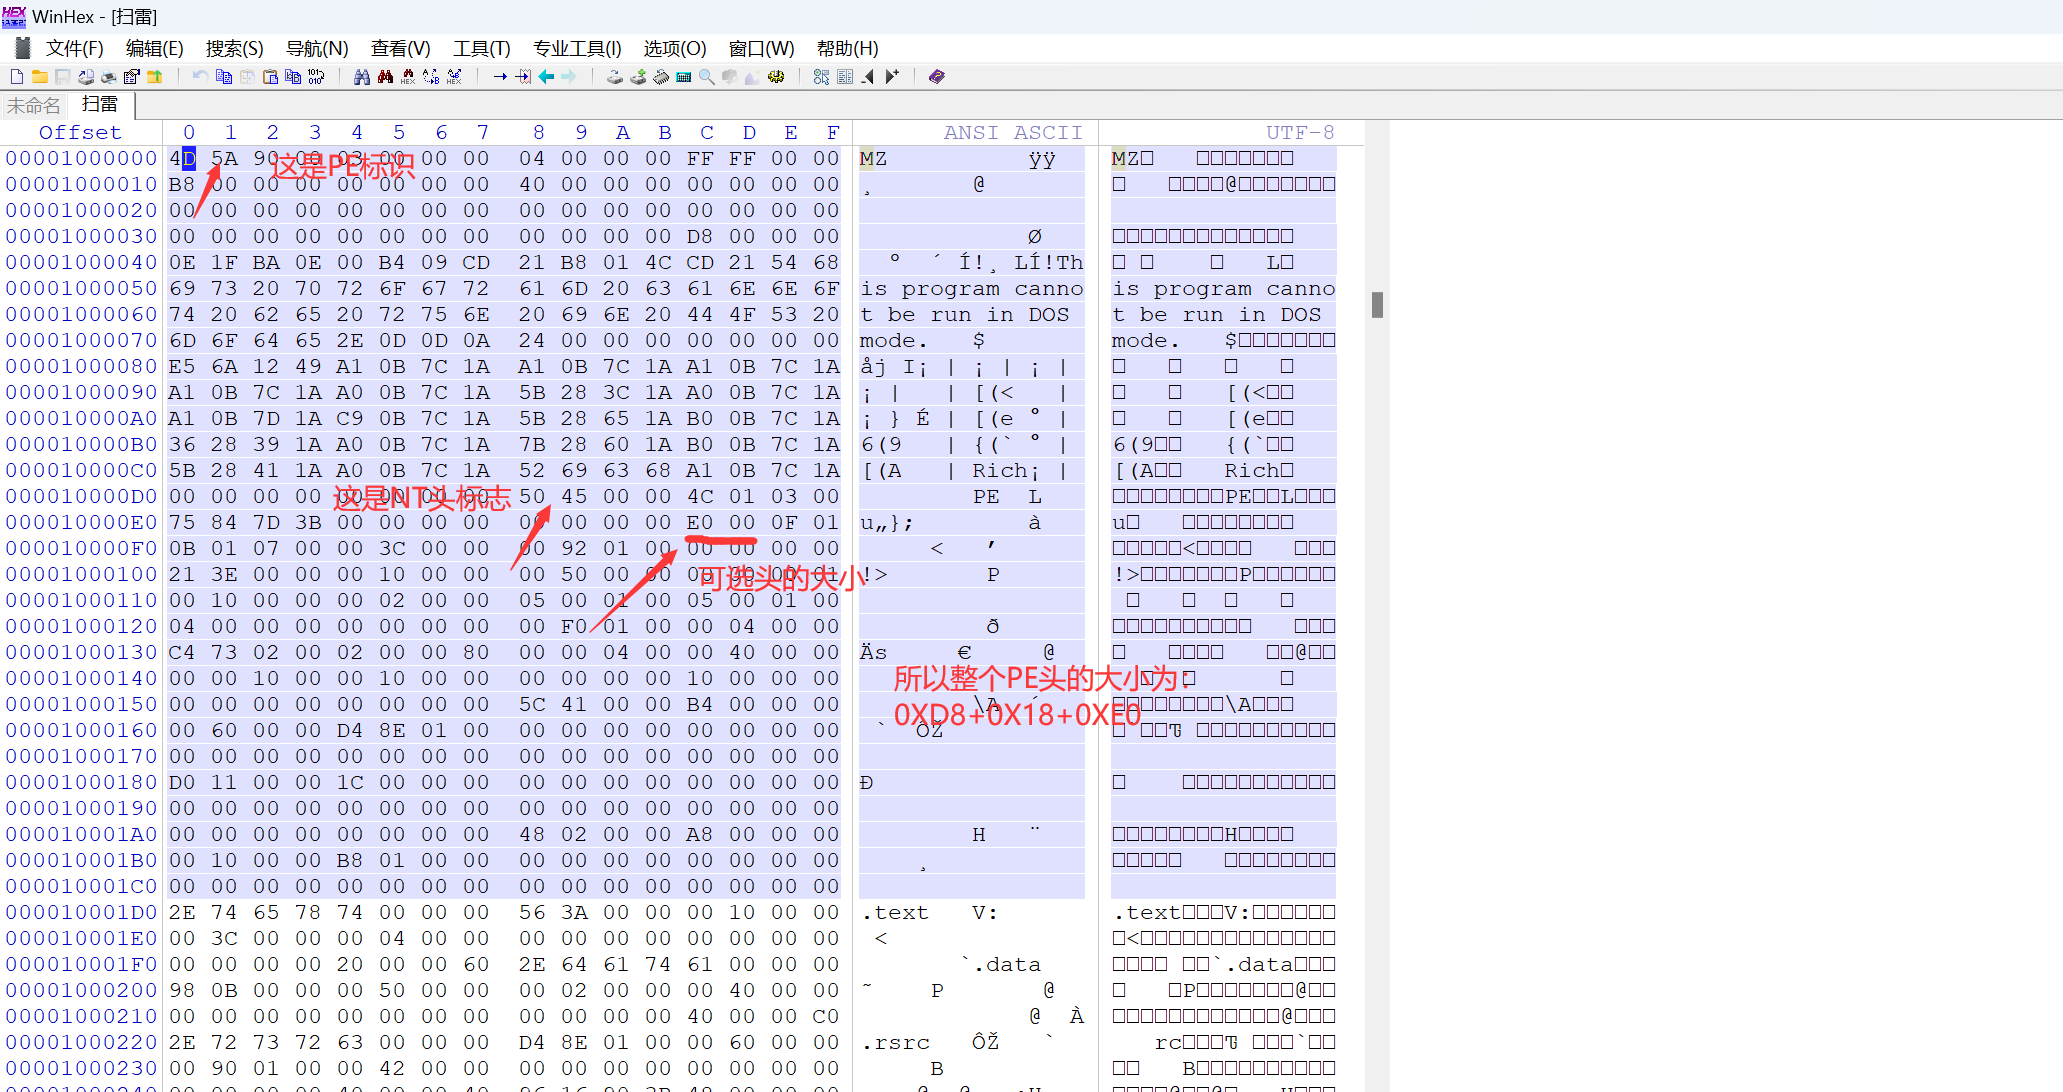 WinHex - [扫雷]
文件(F) 编辑(E) 搜索(S) 导航(N) 查看(V) 工具(T) 专业工具(I) 选项(O) 窗口(W) 帮助(H)
未命名 扫雷
Offset 0 1 2 3 4 5 6 7 8 9 A B C D E F ANSI ASCII UTF-8
00001000000 4D 5A 90 00 03 00 00 00 04 00 00 00 FF FF 00 00 MZ ÿÿ MZ
这是PE标识
00001000010 B8 00 00 00 00 00 00 00 40 00 00 00 00 00 00 00 ¸ @ @
00001000020 00 00 00 00 00 00 00 00 00 00 00 00 00 00 00 00
00001000030 00 00 00 00 00 00 00 00 00 00 00 00 D8 00 00 00 Ø
00001000040 0E 1F BA 0E 00 B4 09 CD 21 B8 01 4C CD 21 54 68 º ´ Í!¸ LÍ!Th L
00001000050 69 73 20 70 72 6F 67 72 61 6D 20 63 61 6E 6E 6F is program canno is program canno
00001000060 74 20 62 65 20 72 75 6E 20 69 6E 20 44 4F 53 20 t be run in DOS t be run in DOS
00001000070 6D 6F 64 65 2E 0D 0D 0A 24 00 00 00 00 00 00 00 mode. $ mode. $
00001000080 E5 6A 12 49 A1 0B 7C 1A A1 0B 7C 1A A1 0B 7C 1A åj I¡ | ¡ | ¡ |
00001000090 A1 0B 7C 1A A0 0B 7C 1A 5B 28 3C 1A A0 0B 7C 1A ¡ | | [(< | [(<
000010000A0 A1 0B 7D 1A C9 0B 7C 1A 5B 28 65 1A B0 0B 7C 1A ¡ } É | [(e ° | [(e
000010000B0 36 28 39 1A A0 0B 7C 1A 7B 28 60 1A B0 0B 7C 1A 6(9 | {(` ° | 6(9 {(`
000010000C0 5B 28 41 1A A0 0B 7C 1A 52 69 63 68 A1 0B 7C 1A [(A | Rich¡ | [(A Rich
000010000D0 00 00 00 00 00 00 00 00 50 45 00 00 4C 01 03 00 PE L PE L
这是NT头标志
000010000E0 75 84 7D 3B 00 00 00 00 00 00 00 00 E0 00 0F 01 u„}; à u
000010000F0 0B 01 07 00 00 3C 00 00 00 92 01 00 00 00 00 00 < ’ <
00001000100 21 3E 00 00 00 10 00 00 00 50 00 00 00 00 00 01 !> P !> P
可选头的大小
00001000110 00 10 00 00 00 02 00 00 05 00 01 00 05 00 01 00
00001000120 04 00 00 00 00 00 00 00 00 F0 01 00 00 04 00 00 ð
00001000130 C4 73 02 00 02 00 00 80 00 00 04 00 00 40 00 00 Äs € @ @
00001000140 00 00 10 00 00 10 00 00 00 00 00 00 10 00 00 00
所以整个PE头的大小为:
00001000150 00 00 00 00 00 00 00 00 5C 41 00 00 B4 00 00 00 \A ´ \A
0XD8+0X18+0XE0
00001000160 00 60 00 00 D4 8E 01 00 00 00 00 00 00 00 00 00 ` ÔŽ
00001000170 00 00 00 00 00 00 00 00 00 00 00 00 00 00 00 00
00001000180 D0 11 00 00 1C 00 00 00 00 00 00 00 00 00 00 00 Ð
00001000190 00 00 00 00 00 00 00 00 00 00 00 00 00 00 00 00
000010001A0 00 00 00 00 00 00 00 00 48 02 00 00 A8 00 00 00 H ¨ H
000010001B0 00 10 00 00 B8 01 00 00 00 00 00 00 00 00 00 00 ¸
000010001C0 00 00 00 00 00 00 00 00 00 00 00 00 00 00 00 00
000010001D0 2E 74 65 78 74 00 00 00 56 3A 00 00 00 10 00 00 .text V: .text V:
000010001E0 00 3C 00 00 00 04 00 00 00 00 00 00 00 00 00 00 < <
000010001F0 00 00 00 00 20 00 00 60 2E 64 61 74 61 00 00 00 `.data `.data
00001000200 98 0B 00 00 00 50 00 00 00 02 00 00 00 40 00 00 ˜ P @ P @
00001000210 00 00 00 00 00 00 00 00 00 00 00 00 40 00 00 C0 @ À @
00001000220 2E 72 73 72 63 00 00 00 D4 8E 01 00 00 60 00 00 .rsrc ÔŽ ` rc `
00001000230 00 90 01 00 00 42 00 00 00 00 00 00 00 00 00 00 B B